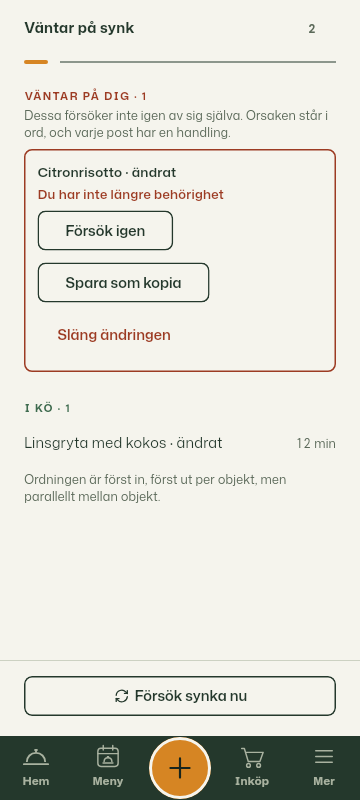 Väntar på synk
2
VÄNTAR PÅ DIG · 1
Dessa försöker inte igen av sig själva. Orsaken står i
ord, och varje post har en handling.
Citronrisotto · ändrat
Du har inte längre behörighet
Försök igen
Spara som kopia
Släng ändringen
I KÖ · 1
Linsgryta med kokos · ändrat
12 min
Ordningen är först in, först ut per objekt, men
parallellt mellan objekt.
Försök synka nu
Hem
Meny
Inköp
Mer